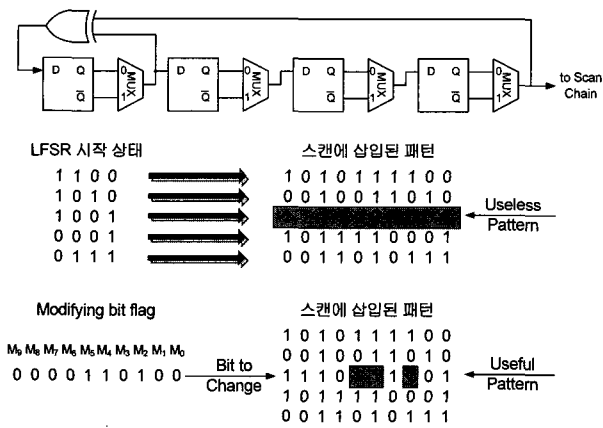 D Q 0 MUX D Q 0 MUX D Q 0 MUX D Q 0 MUX
Q̅ 1 Q̅ 1 Q̅ 1 Q̅ 1
to Scan
Chain
LFSR 시작 상태
스캔에 삽입된 패턴
1 1 0 0
1 0 1 0 1 1 1 1 0 0
1 0 1 0
0 0 1 0 0 1 1 0 1 0
1 0 0 1
Useless
Pattern
0 0 0 1
1 0 1 1 1 1 0 0 0 1
0 1 1 1
0 0 1 1 0 1 0 1 1 1
Modifying bit flag
스캔에 삽입된 패턴
M₉ M₈ M₇ M₆ M₅ M₄ M₃ M₂ M₁ M₀
0 0 0 0 1 1 0 1 0 0
Bit to
Change
1 0 1 0 1 1 1 1 0 0
0 0 1 0 0 1 1 0 1 0
1 1 1 0 1 0 1
1 0 1 1 1 1 0 0 0 1
0 0 1 1 0 1 0 1 1 1
Useful
Pattern